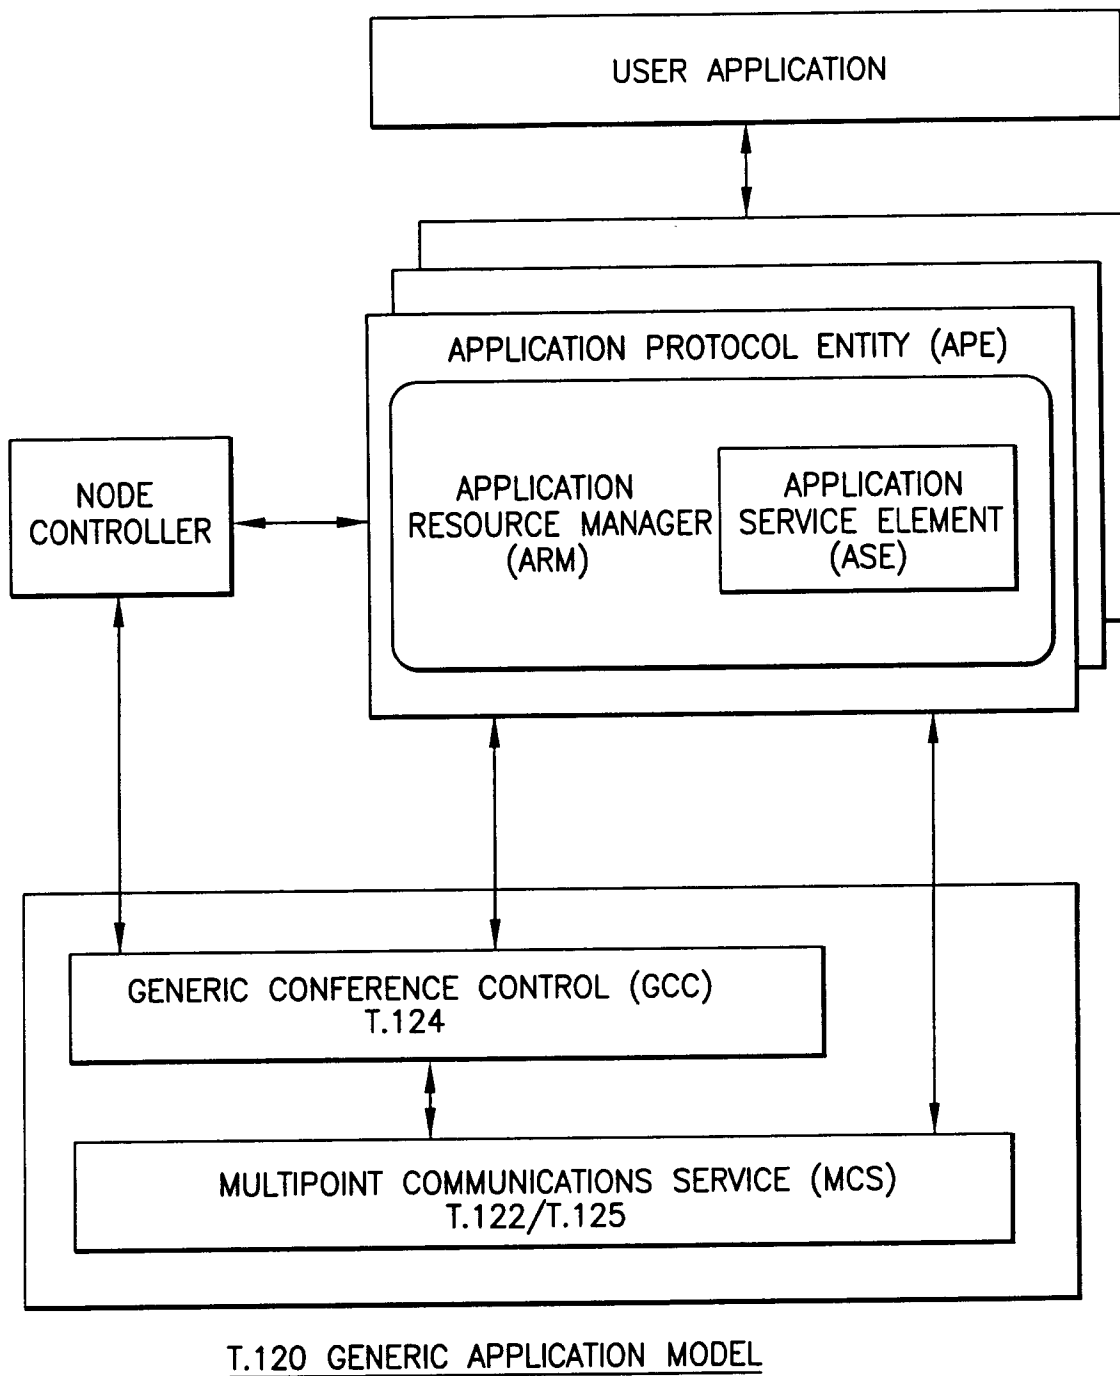 USER APPLICATION
APPLICATION PROTOCOL ENTITY (APE)
NODE
CONTROLLER
APPLICATION
RESOURCE MANAGER
(ARM)
APPLICATION
SERVICE ELEMENT
(ASE)
GENERIC CONFERENCE CONTROL (GCC)
T.124
MULTIPOINT COMMUNICATIONS SERVICE (MCS)
T.122/T.125
T.120 GENERIC APPLICATION MODEL